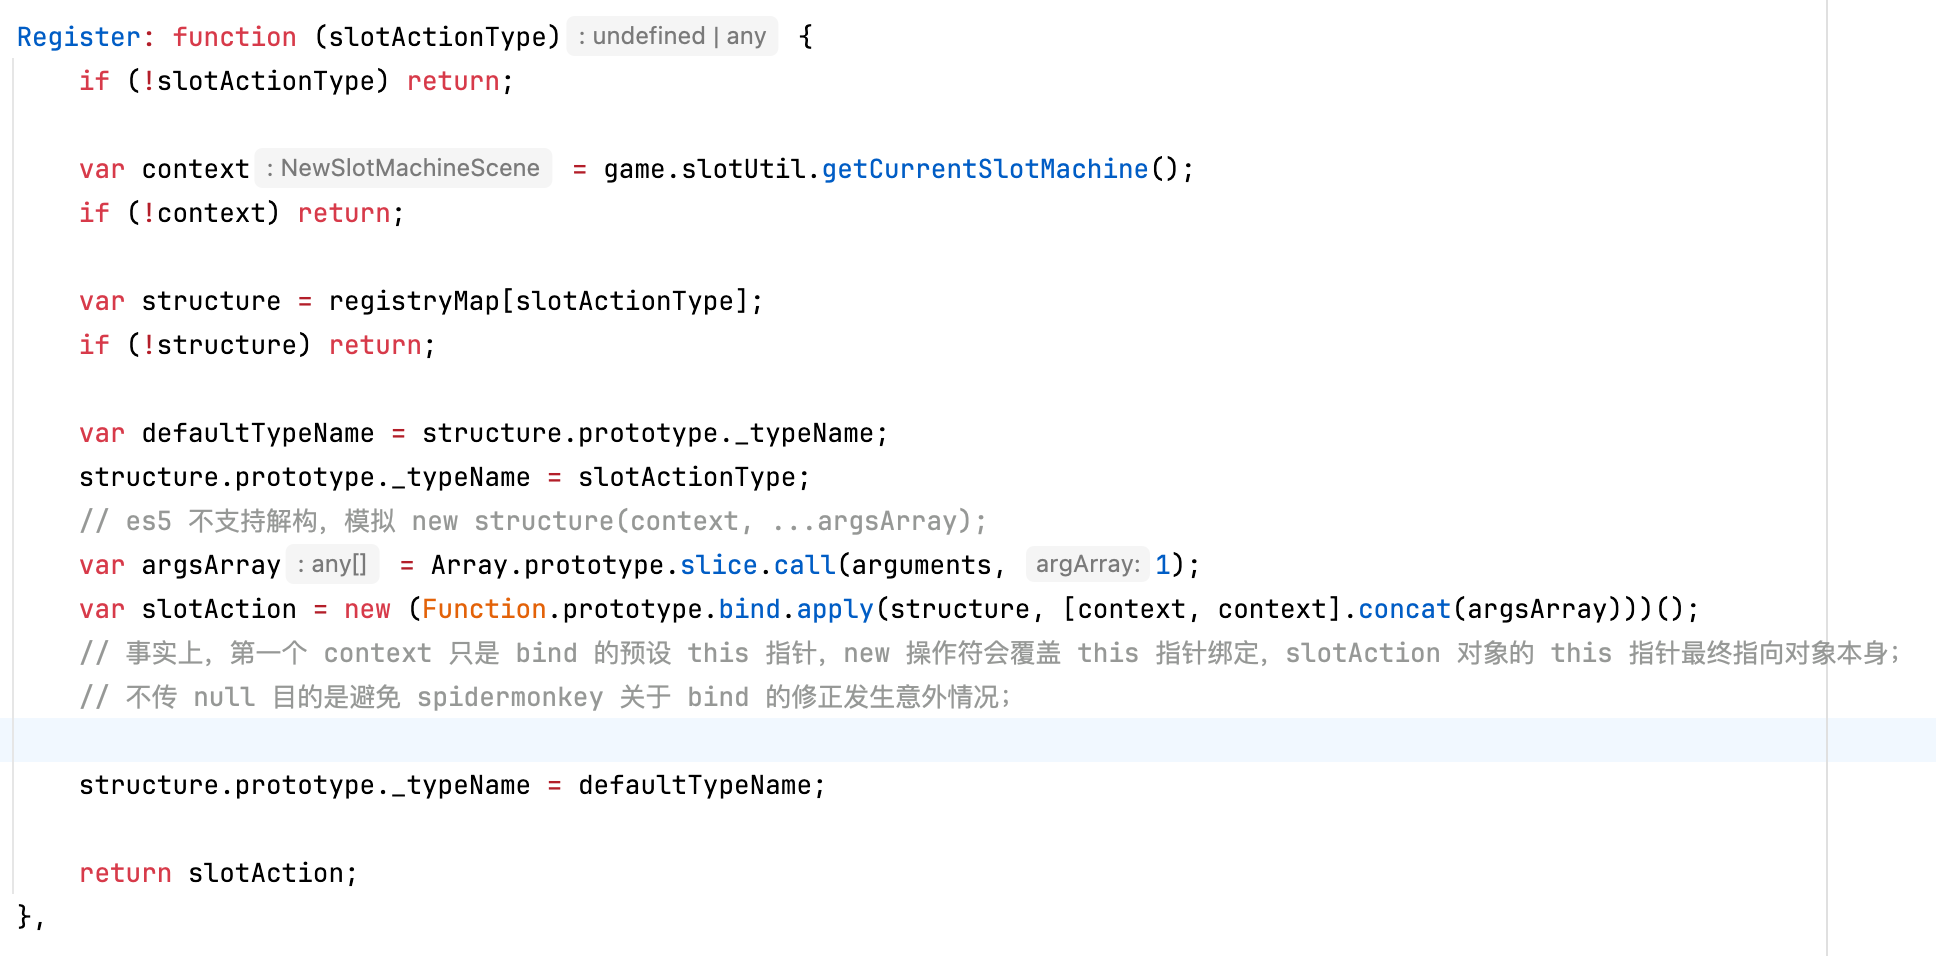 Register: function (slotActionType) : undefined | any {
if (!slotActionType) return;
var context : NewSlotMachineScene = game.slotUtil.getCurrentSlotMachine();
if (!context) return;
var structure = registryMap[slotActionType];
if (!structure) return;
var defaultTypeName = structure.prototype._typeName;
structure.prototype._typeName = slotActionType;
// es5 不支持解构，模拟 new structure(context, ...argsArray);
var argsArray : any[] = Array.prototype.slice.call(arguments, argArray: 1);
var slotAction = new (Function.prototype.bind.apply(structure, [context, context].concat(argsArray)))();
// 事实上，第一个 context 只是 bind 的预设 this 指针，new 操作符会覆盖 this 指针绑定，slotAction 对象的 this 指针最终指向对象本身；
// 不传 null 目的是避免 spidermonkey 关于 bind 的修正发生意外情况；
structure.prototype._typeName = defaultTypeName;
return slotAction;
},